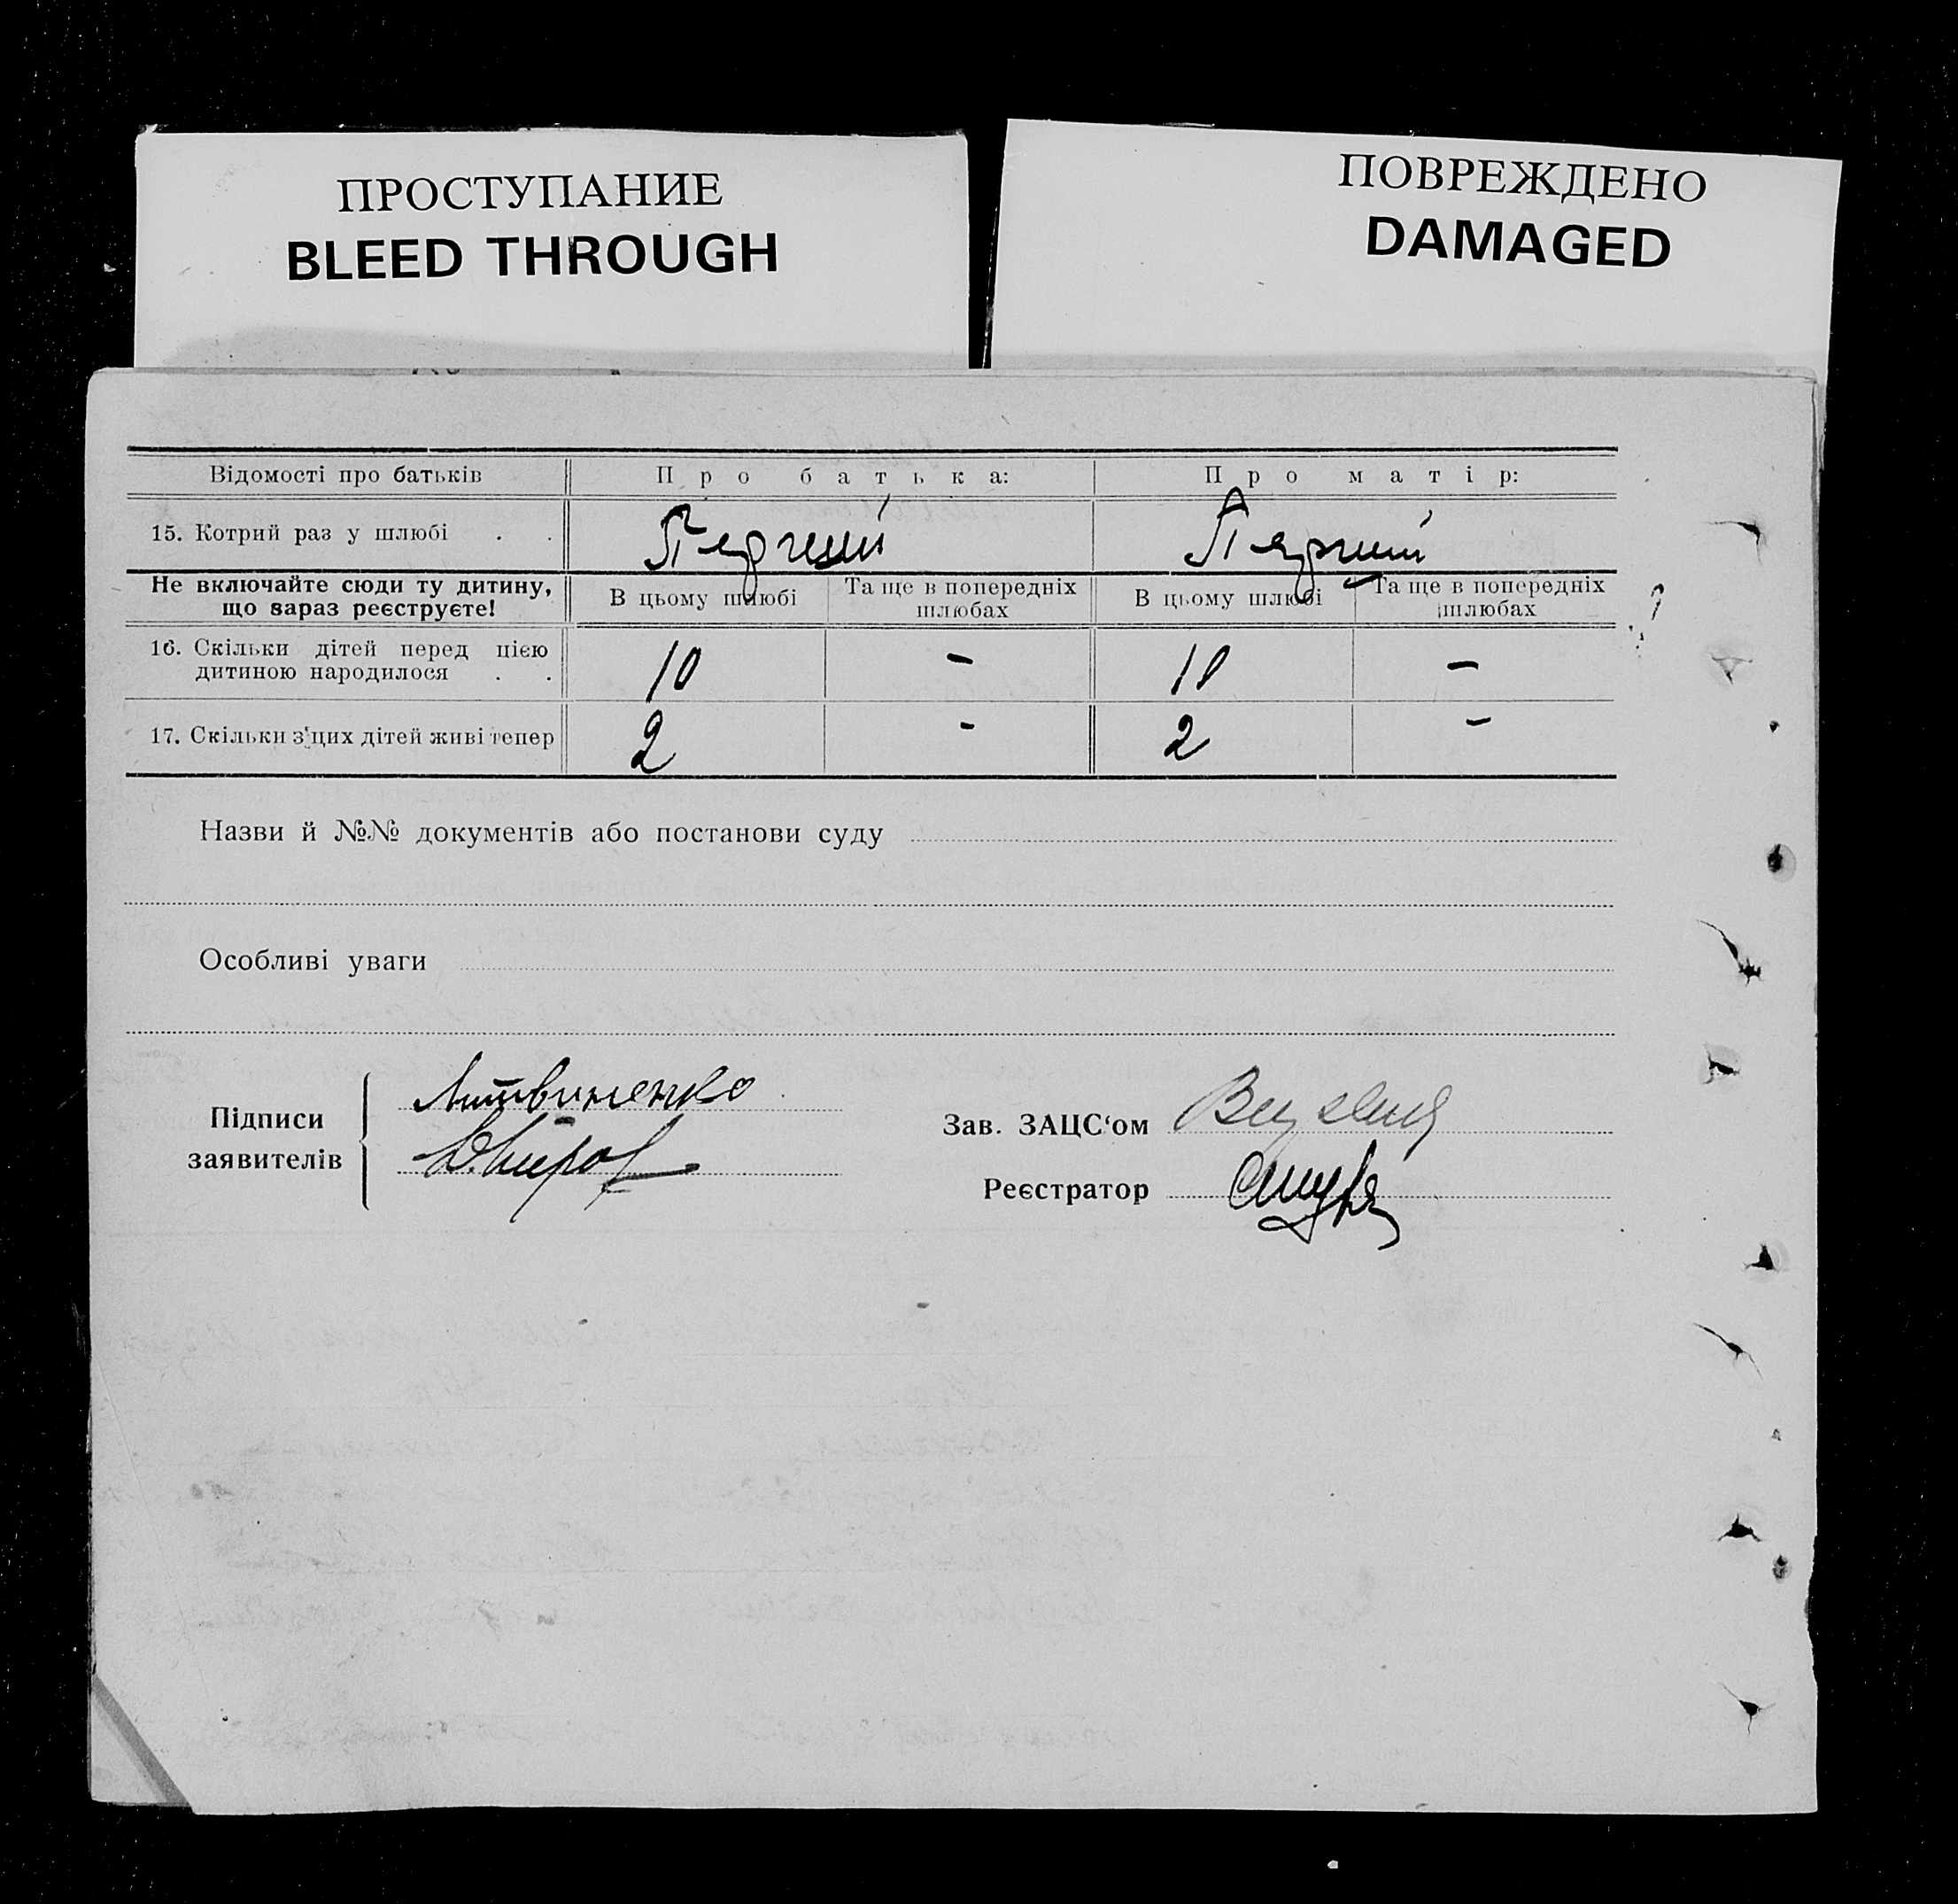 ПРОСТУПАНИЕ
BLEED THROUGH
ПОВРЕЖДЕНО
DAMAGED
Відомості про батьків Про батька: Про матір:
15. Котрий раз у шлюбі . . Перший Перший
Не включайте сюди ту дитину, що зараз реєструєте! В цьому шлюбі Та ще в попередніх шлюбах В цьому шлюбі Та ще в попередніх шлюбах ?
16. Скільки дітей перед цією дитиною народилося . . 10 - 10 -
17. Скільки з цих дітей живі тепер 2 - 2 -
Назви й №№ документів або постанови суду
Особливі уваги
Підписи заявителів
Литвиненко
Зав. ЗАЦС‘ом
Реєстратор